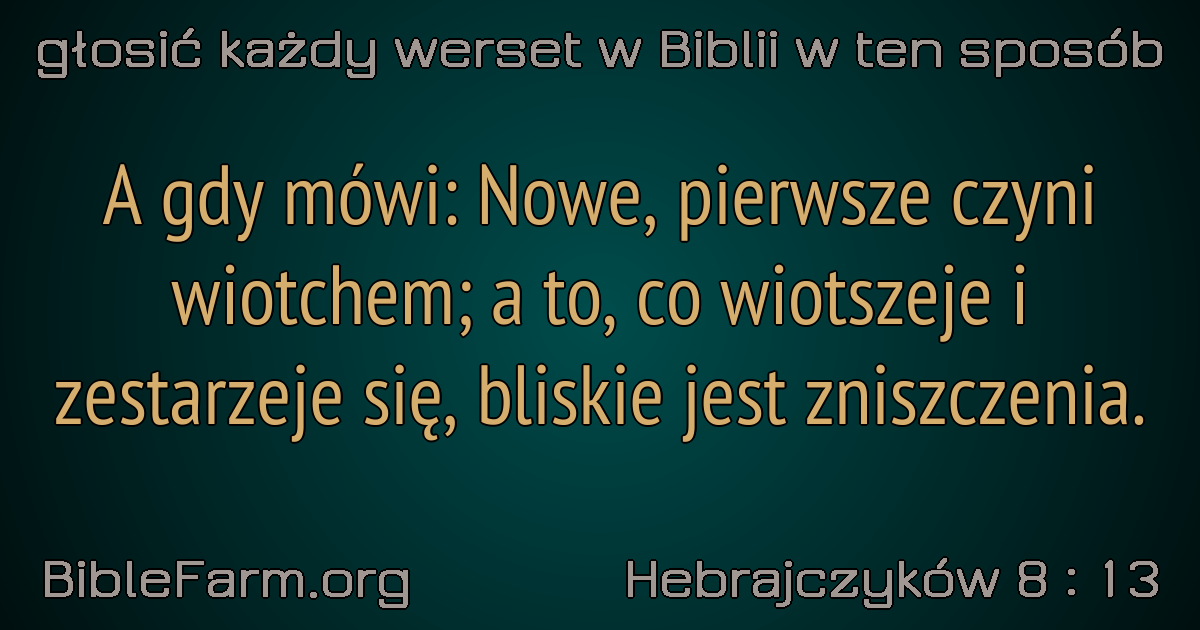 głosić każdy werset w Biblii w ten sposób
A gdy mówi: Nowe, pierwsze czyni
wiotchem; a to, co wiotszeje i
zestarzeje się, bliskie jest zniszczenia.
BibleFarm.org
Hebrajczyków 8 : 13